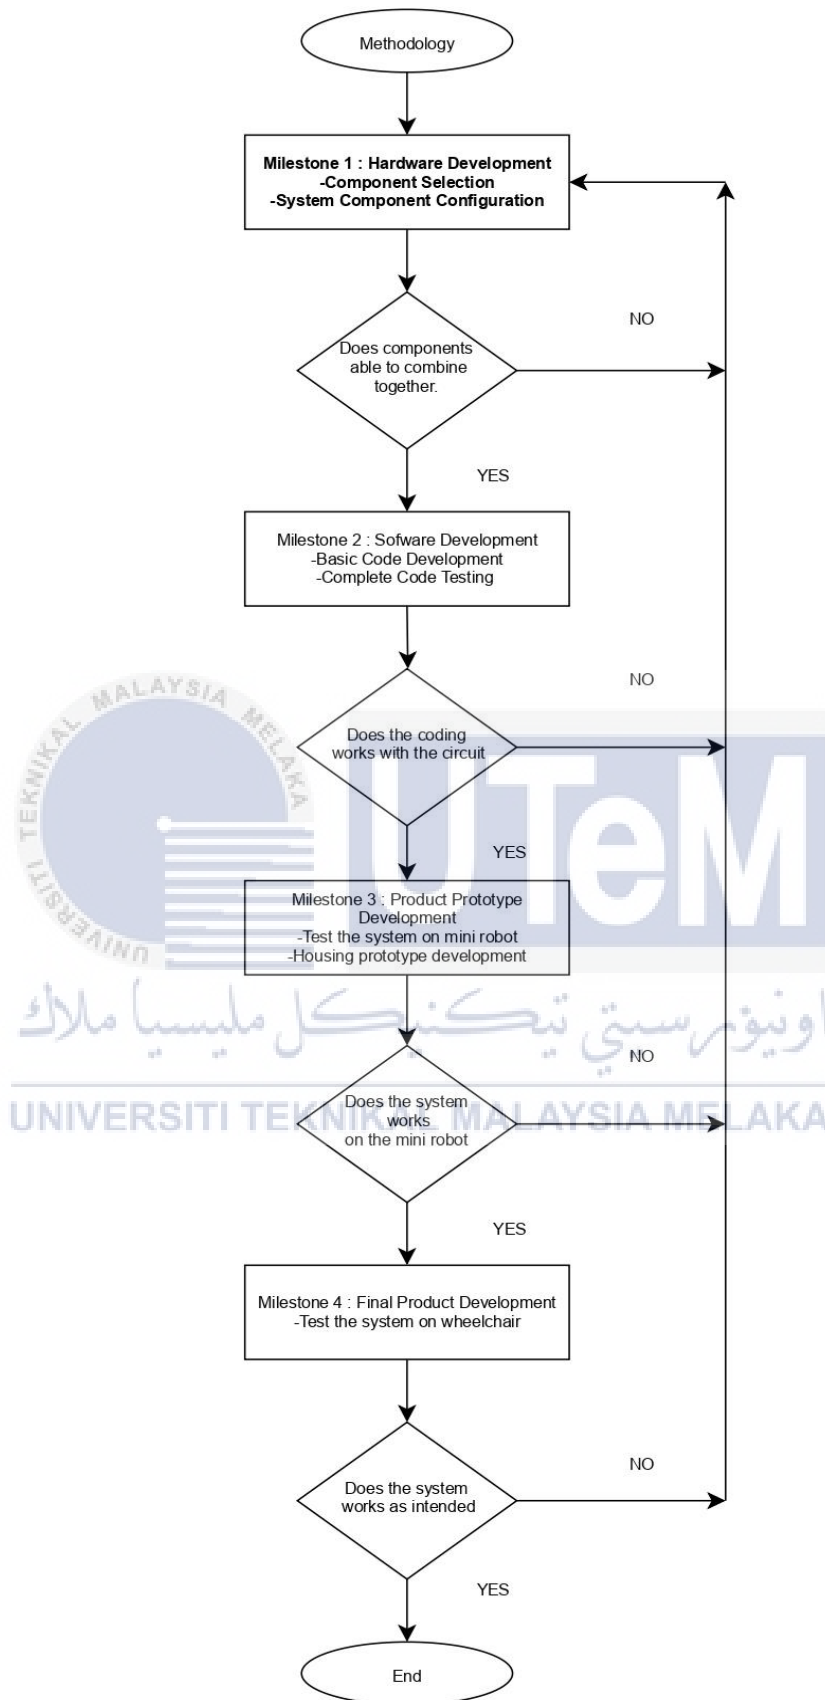 Methodology
Milestone 1 : Hardware Development
-Component Selection
-System Component Configuration
NO
Does components
able to combine
together.
YES
Milestone 2 : Sofware Development
-Basic Code Development
-Complete Code Testing
NO
UNIVERSITI TEKNIKAL MALAYSIA MELAKA
UTeM
Does the coding
works with the circuit
YES
Milestone 3 : Product Prototype
Development
-Test the system on mini robot
-Housing prototype development
اونيۏرسيتي تيكنيكل مليسيا ملاك
NO
UNIVERSITI TEKNIKAL MALAYSIA MELAKA
Does the system
works
on the mini robot
YES
Milestone 4 : Final Product Development
-Test the system on wheelchair
NO
Does the system
works as intended
YES
End